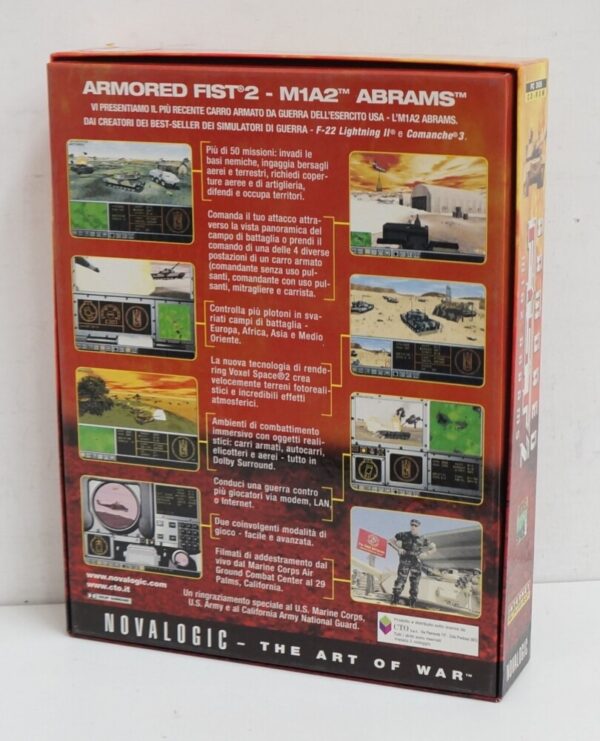 ARMORED FIST®2 - M1A2™ ABRAMS™
VI PRESENTIAMO IL PIÙ RECENTE CARRO ARMATO DA GUERRA DELL'ESERCITO USA - L'M1A2 ABRAMS.
DAI CREATORI DEI BEST-SELLER DEI SIMULATORI DI GUERRA - F-22 Lightning II® e Comanche®3.
Più di 50 missioni: invadi le
basi nemiche, ingaggia bersagli
aerei e terrestri, richiedi coper-
ture aeree e di artiglieria,
difendi e occupa territori.
Comanda il tuo attacco attra-
verso la vista panoramica del
campo di battaglia o prendi il
comando di una delle 4 diverse
postazioni di un carro armato
(comandante senza uso pul-
santi, comandante con uso pul-
santi, mitragliere e carrista.
Controlla più plotoni in sva-
riati campi di battaglia -
Europa, Africa, Asia e Medio
Oriente.
La nuova tecnologia di rende-
ring Voxel Space®2 crea
velocemente terreni fotoreali-
stici e incredibili effetti
atmosferici.
Ambienti di combattimento
immersivo con oggetti reali-
stici: carri armati, autocarri,
elicotteri e aerei - tutto in
Dolby Surround.
Conduci una guerra contro
più giocatori via modem, LAN,
o Internet.
Due coinvolgenti modalità di
gioco - facile e avanzata.
Filmati di addestramento dal
vivo dal Marine Corps Air
Ground Combat Center al 29
Palms, California.
www.novalogic.com
www.cto.it
Un ringraziamento speciale al U.S. Marine Corps,
U.S. Army e al California Army National Guard.
Prodotto e distribuito sotto licenza da
CTO
NOVALOGIC – THE ART OF WAR™
NOVALOGIC